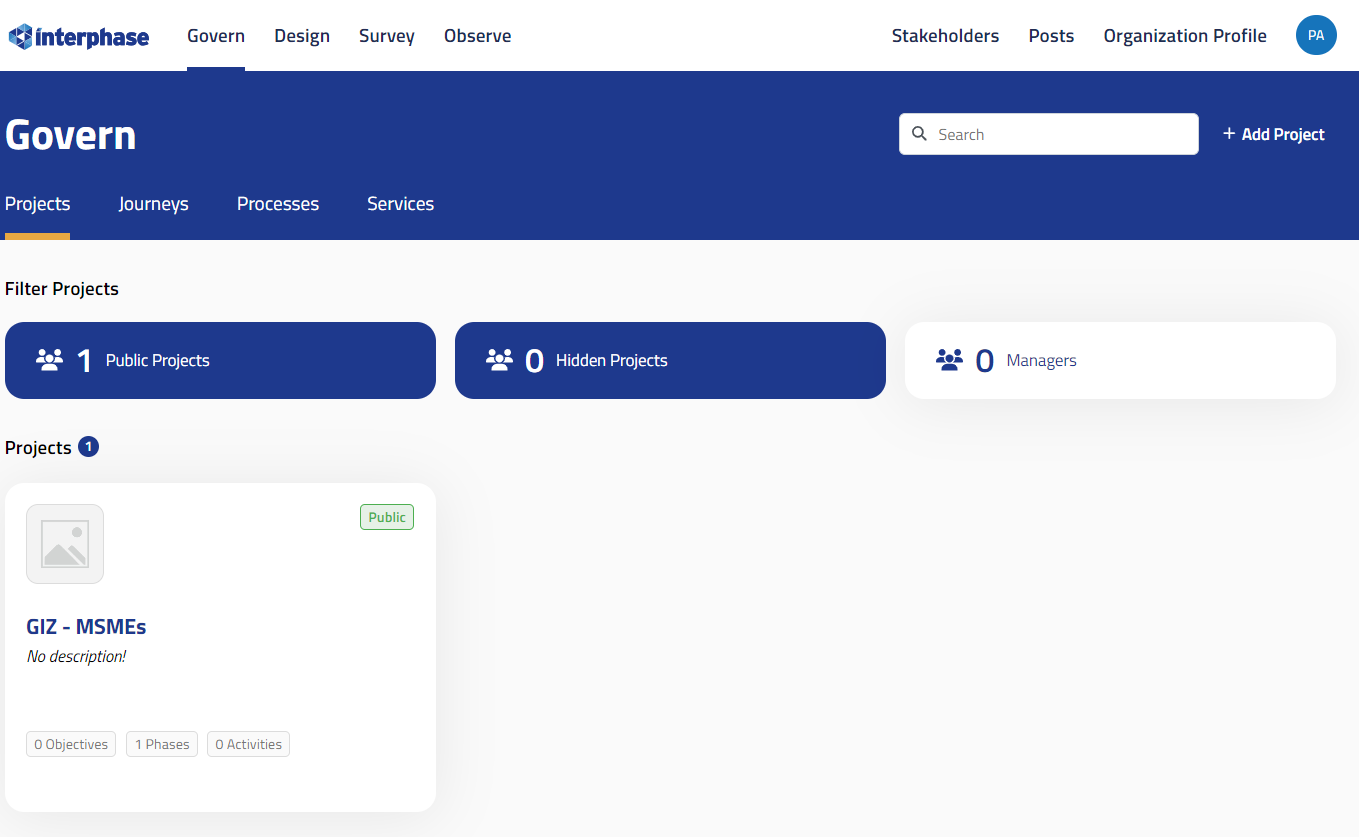 interphase Govern Design Survey Observe Stakeholders Posts Organization Profile PA
Govern Search + Add Project
Projects Journeys Processes Services
Filter Projects
1 Public Projects 0 Hidden Projects 0 Managers
Projects 1
Public
GIZ - MSMEs
No description!
0 Objectives 1 Phases 0 Activities